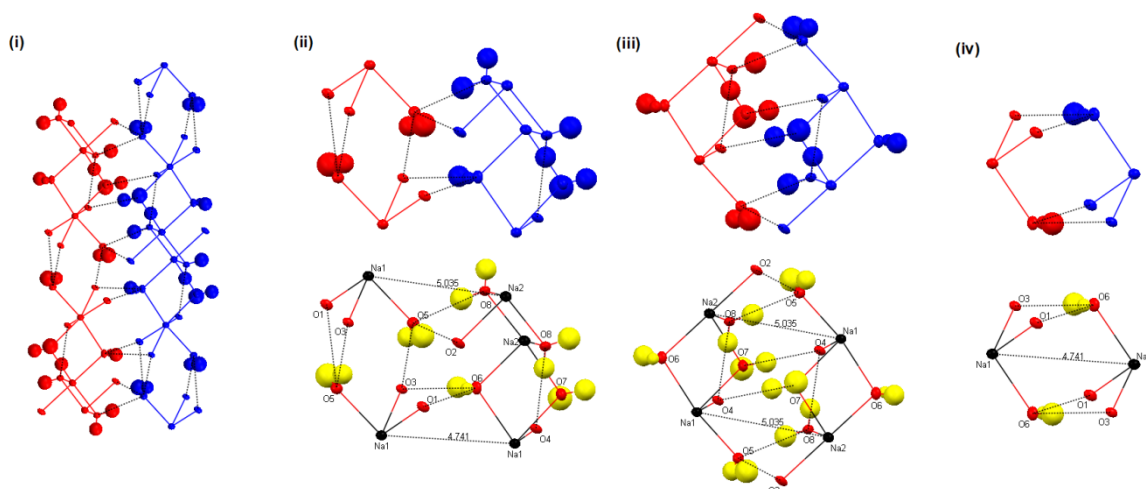 (i)
(ii)
(iii)
(iv)
Na1
5.035
Na2
O8
O1
O3
O5
O2
Na2
O8
O5
O3
O1
O6
O7
O4
Na1
4.741
Na1
O2
O5
Na2
O8
5.035
Na1
O6
O7
O4
O4
O7
O6
Na1
5.035
O8
Na2
O5
O3
O1
O6
Na1
4.741
O1
O6
O3